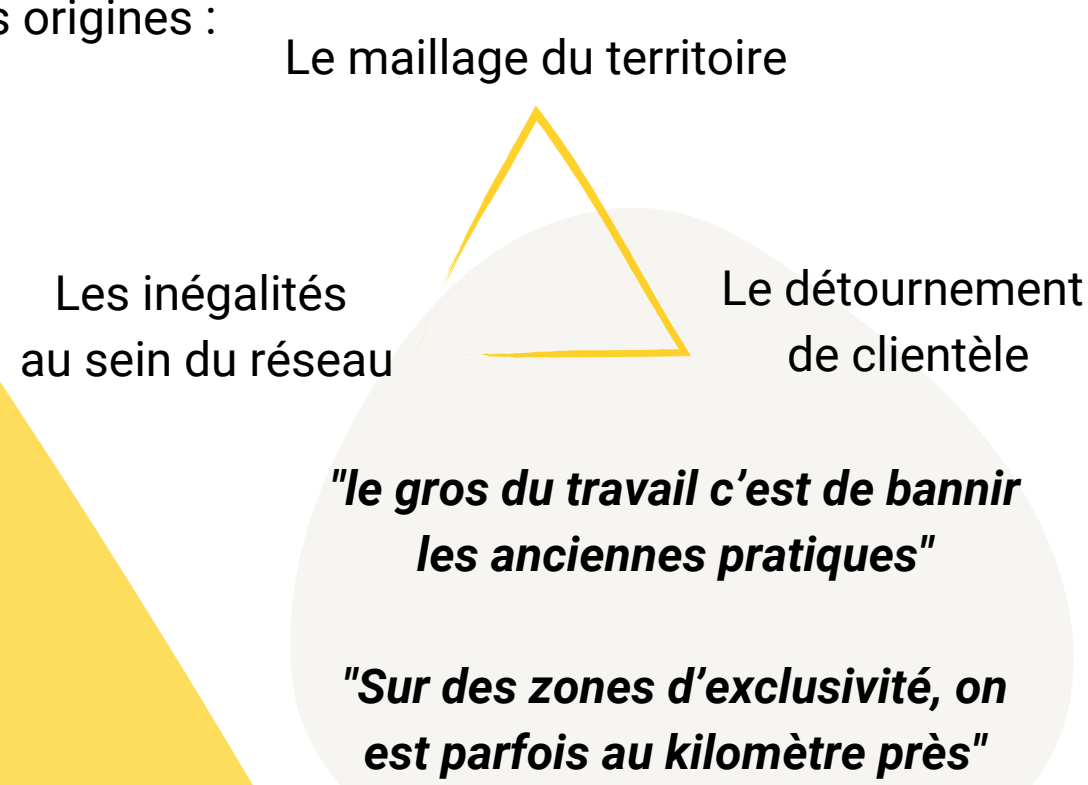 s origines :
Le maillage du territoire
Les inégalités
au sein du réseau
Le détournement
de clientèle
"le gros du travail c’est de bannir
les anciennes pratiques"
"Sur des zones d’exclusivité, on
est parfois au kilomètre près"